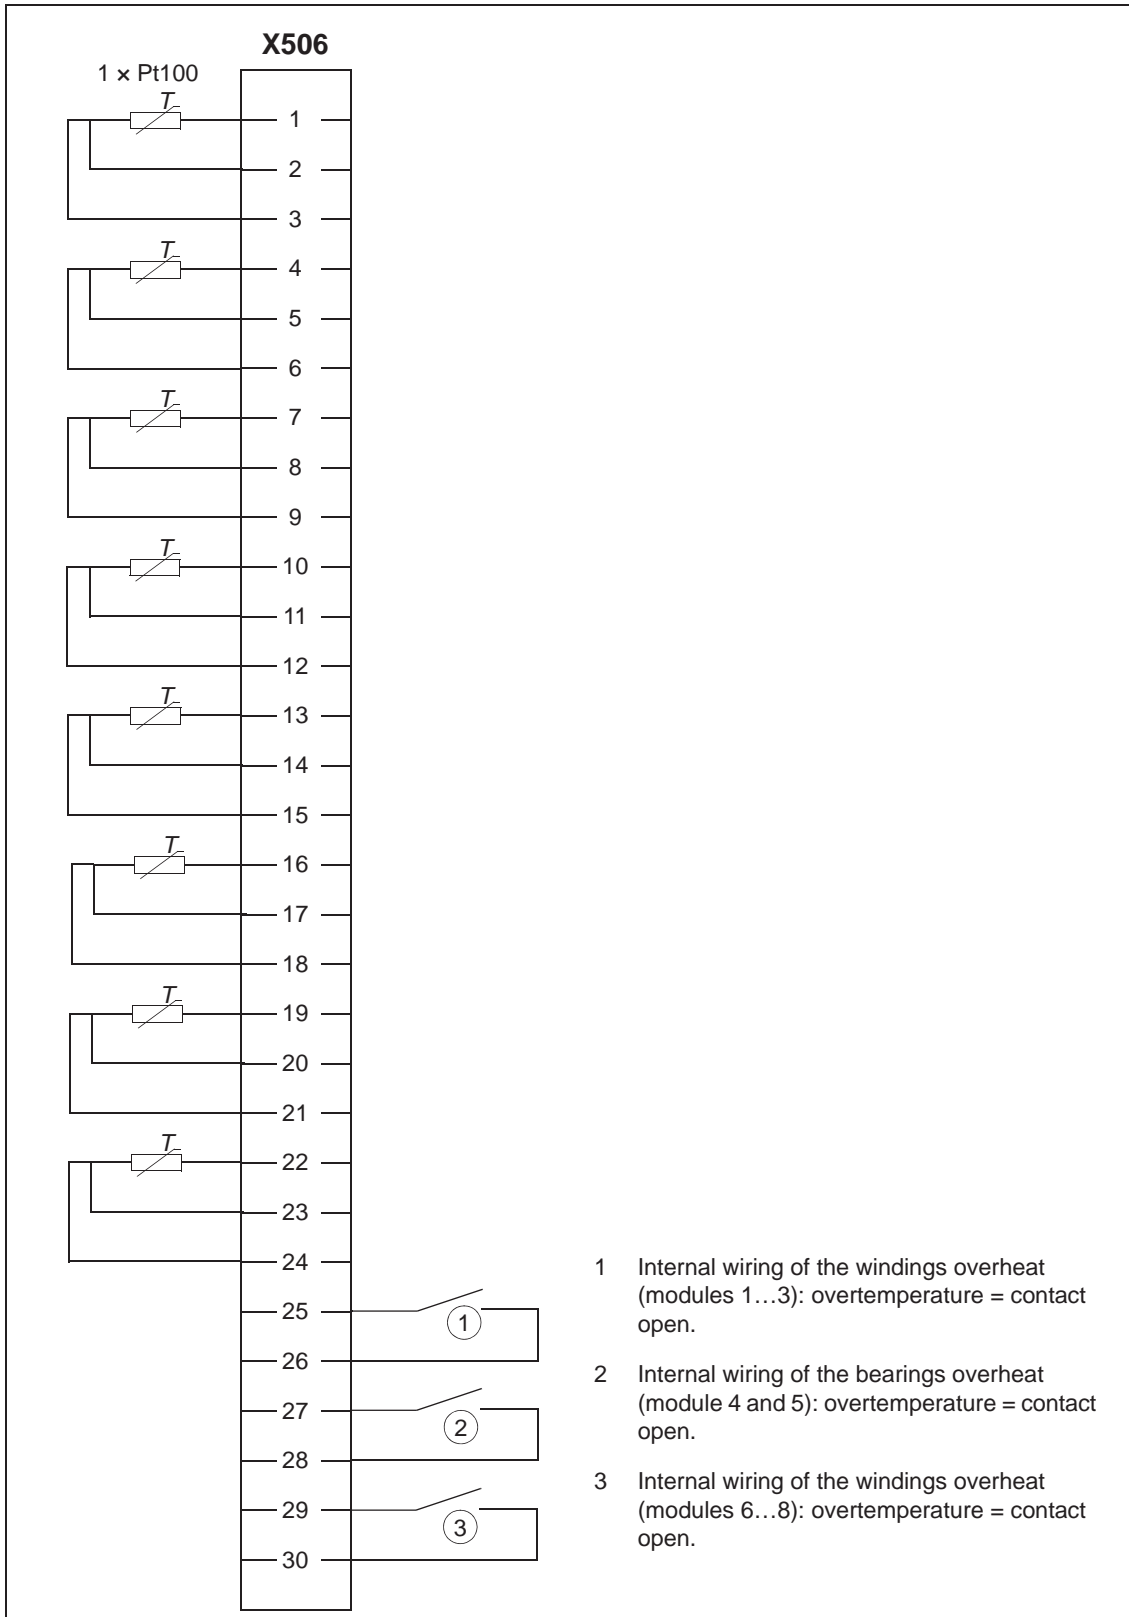 X506
1 × Pt100
T
1
2
3
T
4
5
6
T
7
8
9
T
10
11
12
T
13
14
15
T
16
17
18
T
19
20
21
T
22
23
24
25
1
26
27
2
28
29
3
30
1 Internal wiring of the windings overheat
(modules 1…3): overtemperature = contact
open.
2 Internal wiring of the bearings overheat
(module 4 and 5): overtemperature = contact
open.
3 Internal wiring of the windings overheat
(modules 6…8): overtemperature = contact
open.